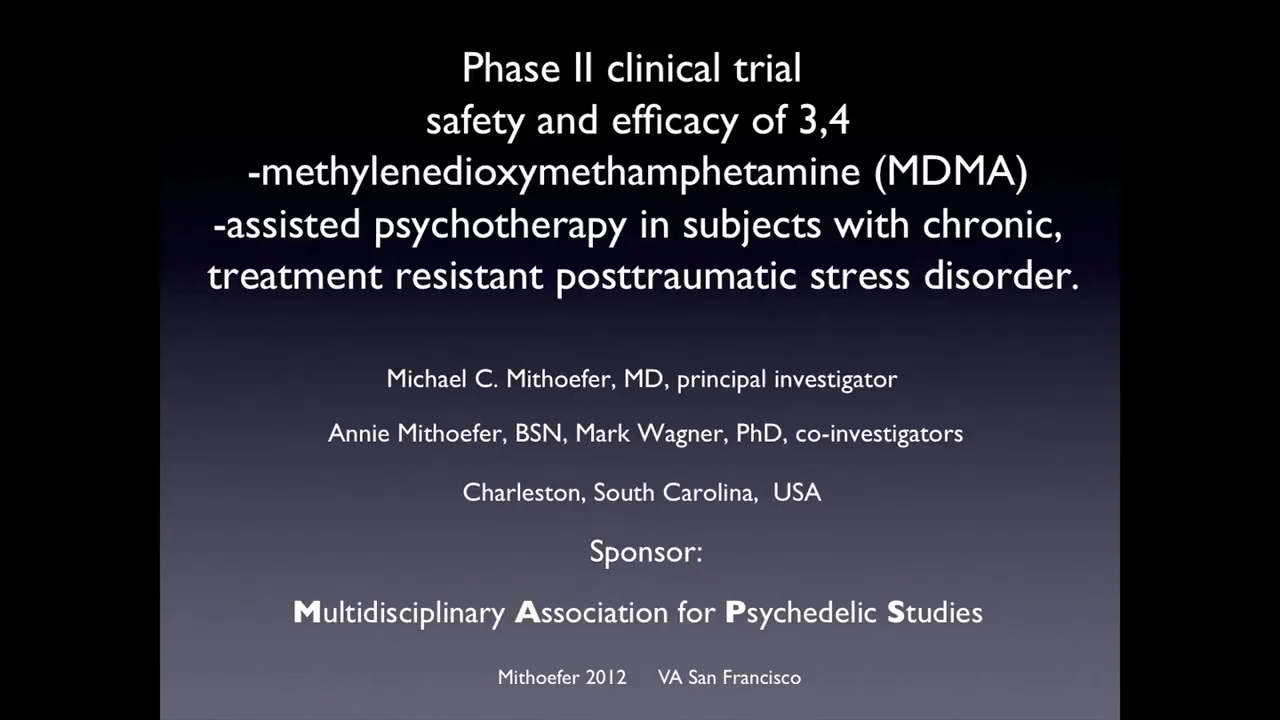 Phase II clinical trial
safety and efficacy of 3,4
-methylenedioxymethamphetamine (MDMA)
-assisted psychotherapy in subjects with chronic,
treatment resistant posttraumatic stress disorder.
Michael C. Mithoefer, MD, principal investigator
Annie Mithoefer, BSN, Mark Wagner, PhD, co-investigators
Charleston, South Carolina, USA
Sponsor:
Multidisciplinary Association for Psychedelic Studies
Mithoefer 2012 VA San Francisco